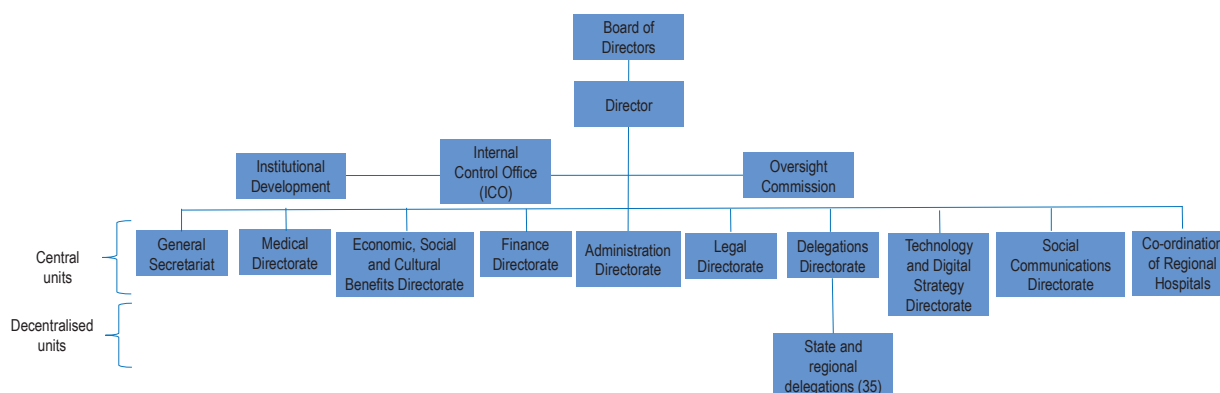 Board of
Directors
Director
Institutional
Development
Internal
Control Office
(ICO)
Oversight
Commission
Central
units
General
Secretariat
Medical
Directorate
Economic, Social
and Cultural
Benefits Directorate
Finance
Directorate
Administration
Directorate
Legal
Directorate
Delegations
Directorate
Technology
and Digital
Strategy
Directorate
Social
Communications
Directorate
Co-ordination
of Regional
Hospitals
Decentralised
units
State and
regional
delegations (35)